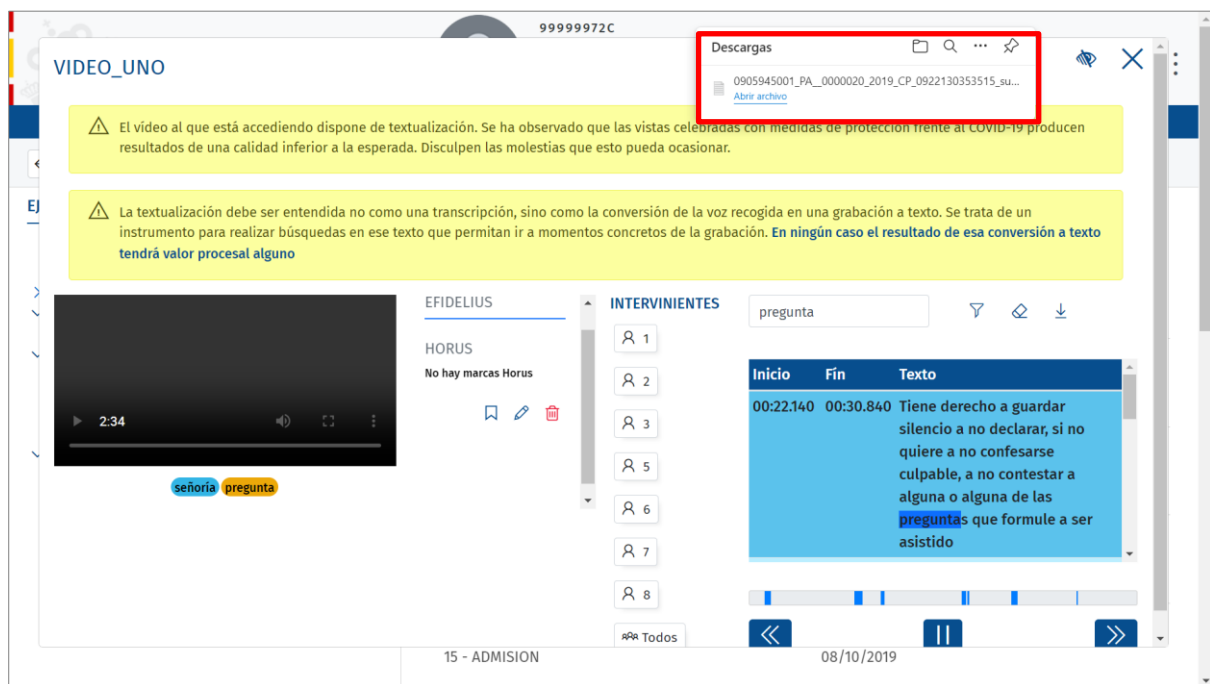 99999972C
VIDEO_UNO
Descargas
0905945001_PA__0000020_2019_CP_0922130353515_su...
Abrir archivo
El vídeo al que está accediendo dispone de textualización. Se ha observado que las vistas celebradas con medidas de protección frente al COVID-19 producen
resultados de una calidad inferior a la esperada. Disculpen las molestias que esto pueda ocasionar.
La textualización debe ser entendida no como una transcripción, sino como la conversión de la voz recogida en una grabación a texto. Se trata de un
instrumento para realizar búsquedas en ese texto que permitan ir a momentos concretos de la grabación. En ningún caso el resultado de esa conversión a texto
tendrá valor procesal alguno
EJ
2:34
señoría pregunta
EFIDELIUS
HORUS
No hay marcas Horus
INTERVINIENTES
1
2
3
5
6
7
8
Todos
pregunta
Inicio Fín Texto
00:22.140 00:30.840 Tiene derecho a guardar
silencio a no declarar, si no
quiere a no confesarse
culpable, a no contestar a
alguna o alguna de las
preguntas que formule a ser
asistido
15 - ADMISION 08/10/2019